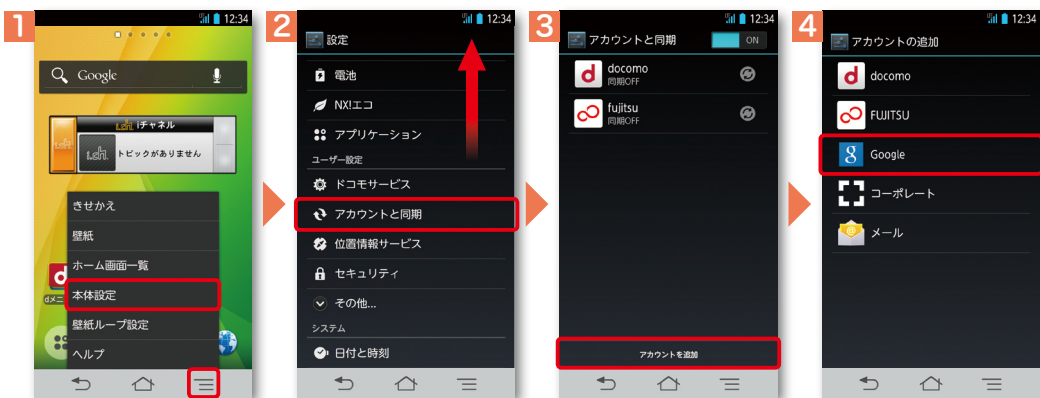 1
12:34
Google
i.ch. iチャネル
i.ch.
i.ch.
トピックがありません
きせかえ
壁紙
ホーム画面一覧
本体設定
dメニ
壁紙ループ設定
ヘルプ
2
12:34
設定
電池
NX!エコ
アプリケーション
ユーザー設定
ドコモサービス
アカウントと同期
位置情報サービス
セキュリティ
その他...
システム
日付と時刻
3
12:34
アカウントと同期
ON
docomo
同期OFF
fujitsu
同期OFF
アカウントを追加
4
12:34
アカウントの追加
docomo
FUJITSU
Google
コーポレート
メール